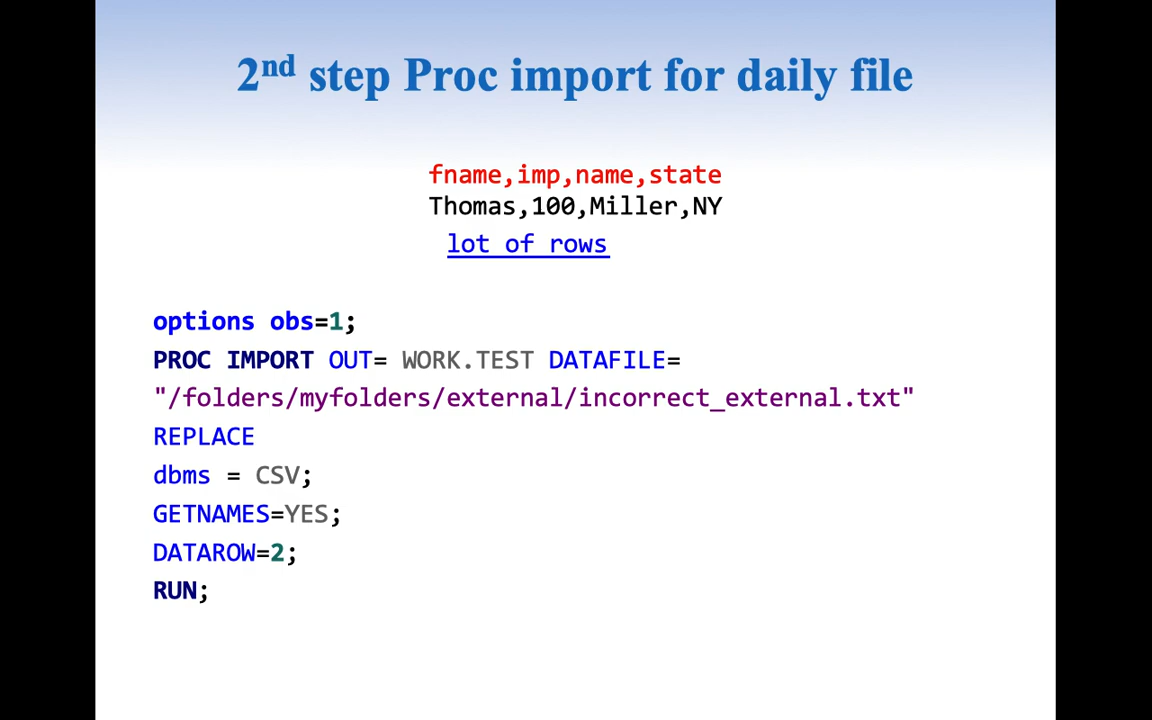 2nd step Proc import for daily file
fname,imp,name,state
Thomas,100,Miller,NY
lot of rows
options obs=1;
PROC IMPORT OUT= WORK.TEST DATAFILE=
"/folders/myfolders/external/incorrect_external.txt"
REPLACE
dbms = CSV;
GETNAMES=YES;
DATAROW=2;
RUN;